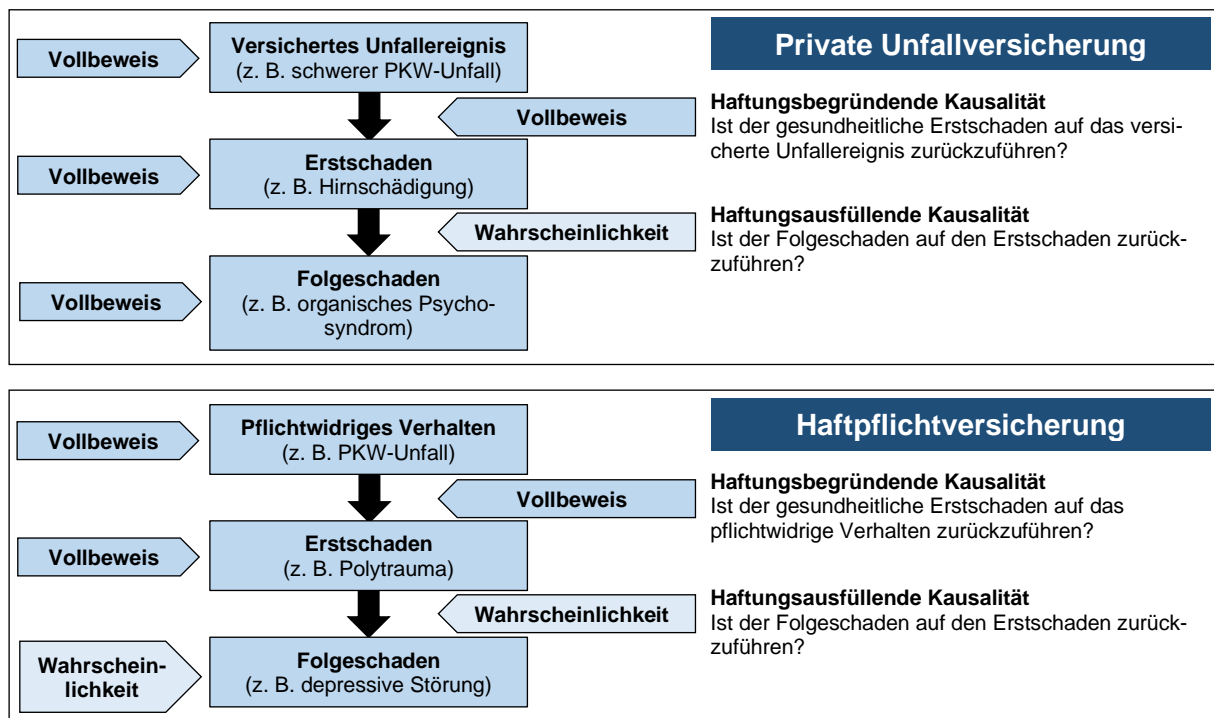 Vollbeweis
Versichertes Unfallereignis
(z. B. schwerer PKW-Unfall)
Private Unfallversicherung
Vollbeweis
Haftungsbegründende Kausalität
Ist der gesundheitliche Erstschaden auf das versi-
cherte Unfallereignis zurückzuführen?
Vollbeweis
Erstschaden
(z. B. Hirnschädigung)
Wahrscheinlichkeit
Haftungsausfüllende Kausalität
Ist der Folgeschaden auf den Erstschaden zurück-
zuführen?
Vollbeweis
Folgeschaden
(z. B. organisches Psycho-
syndrom)
Vollbeweis
Pflichtwidriges Verhalten
(z. B. PKW-Unfall)
Haftpflichtversicherung
Vollbeweis
Haftungsbegründende Kausalität
Ist der gesundheitliche Erstschaden auf das
pflichtwidrige Verhalten zurückzuführen?
Vollbeweis
Erstschaden
(z. B. Polytrauma)
Wahrscheinlichkeit
Haftungsausfüllende Kausalität
Ist der Folgeschaden auf den Erstschaden zurück-
zuführen?
Wahrschein-
lichkeit
Folgeschaden
(z. B. depressive Störung)